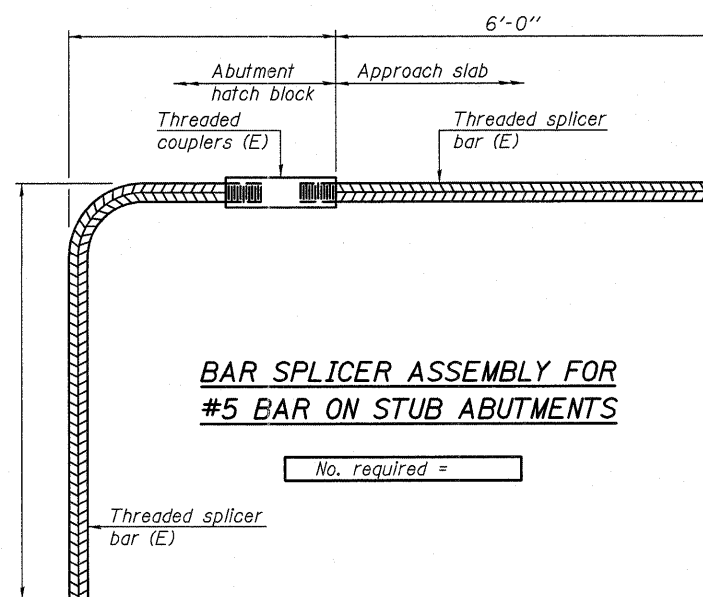 6'-0"
Abutment
hatch block
Approach slab
Threaded
couplers (E)
Threaded splicer
bar (E)
BAR SPLICER ASSEMBLY FOR
#5 BAR ON STUB ABUTMENTS
No. required =
Threaded splicer
bar (E)